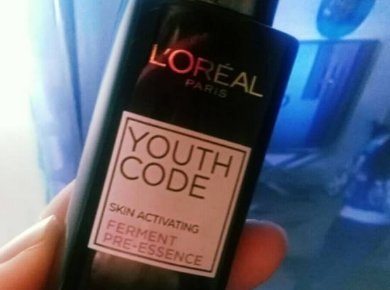 L'ORÉAL
PARIS
YOUTH
CODE
SKIN ACTIVATING
FERMENT
PRE-ESSENCE